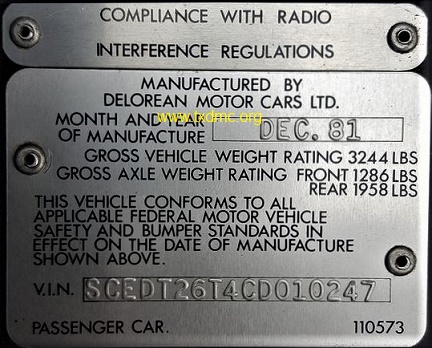 COMPLIANCE WITH RADIO
INTERFERENCE REGULATIONS
MANUFACTURED BY
DELOREAN MOTOR CARS LTD.
MONTH AND YEAR
OF MANUFACTURE DEC. 81
www.txdmc.org
GROSS VEHICLE WEIGHT RATING 3244 LBS
GROSS AXLE WEIGHT RATING FRONT 1286 LBS
REAR 1958 LBS
THIS VEHICLE CONFORMS TO ALL
APPLICABLE FEDERAL MOTOR VEHICLE
SAFETY AND BUMPER STANDARDS IN
EFFECT ON THE DATE OF MANUFACTURE
SHOWN ABOVE.
V.I.N. SCEDT26T4CD010247
PASSENGER CAR. 110573